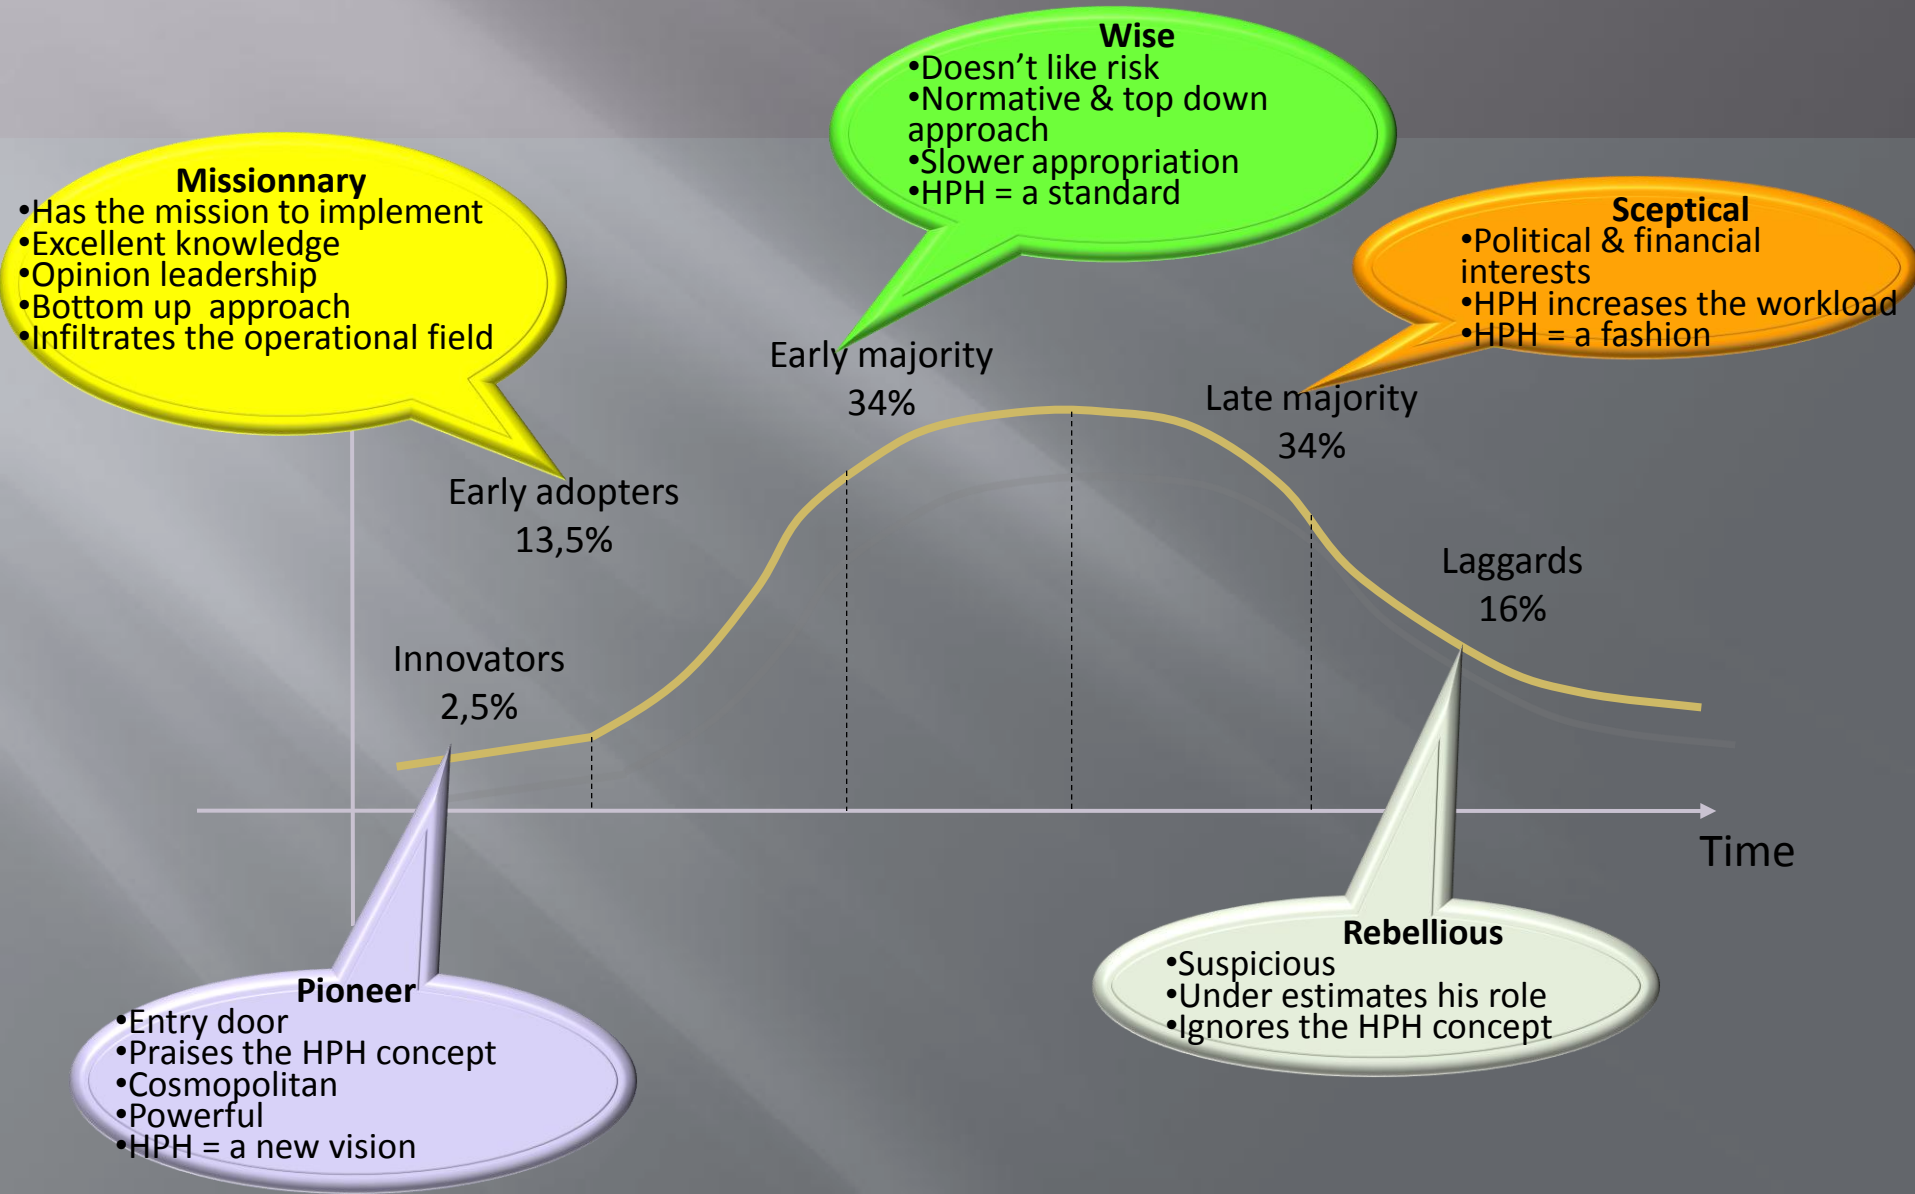 Wise
•Doesn't like risk
•Normative & top down
approach
•Slower appropriation
•HPH = a standard
Missionnary
•Has the mission to implement
•Excellent knowledge
•Opinion leadership
•Bottom up  approach
•Infiltrates the operational field
Sceptical
•Political & financial
interests
•HPH increases the workload
•HPH = a fashion
Early majority
34%
Late majority
34%
Early adopters
13,5%
Laggards
16%
Innovators
2,5%
Time
Rebellious
•Suspicious
•Under estimates his role
•Ignores the HPH concept
Pioneer
•Entry door
•Praises the HPH concept
•Cosmopolitan
•Powerful
•HPH = a new vision